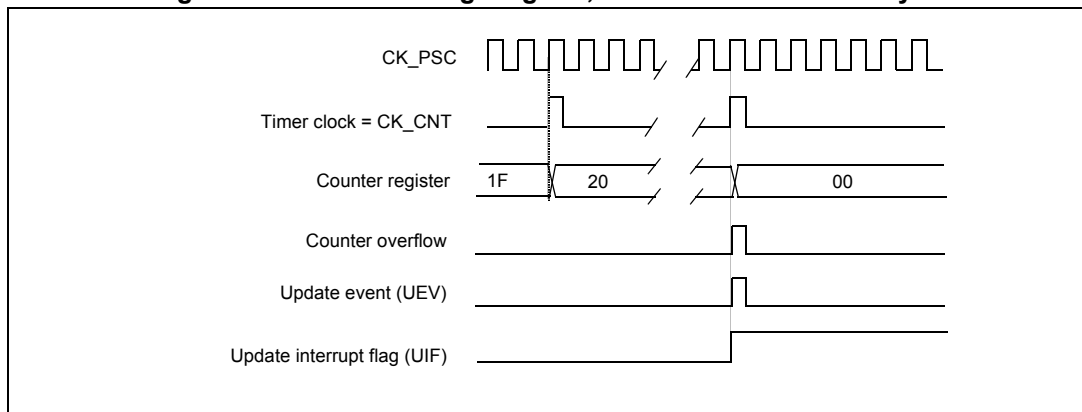 CK_PSC
Timer clock = CK_CNT
Counter register 1F 20 00
Counter overflow
Update event (UEV)
Update interrupt flag (UIF)